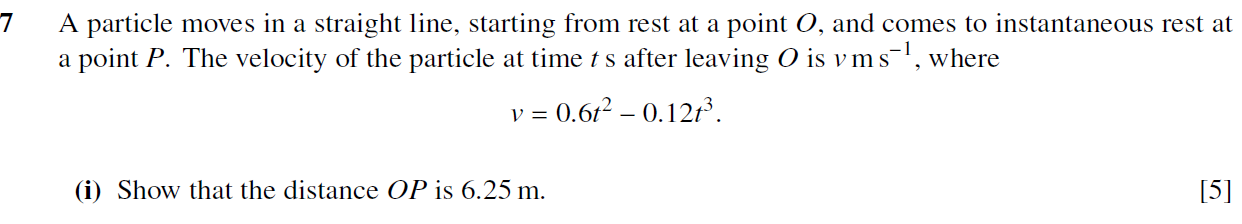 7 A particle moves in a straight line, starting from rest at a point O, and comes to instantaneous rest at
a point P. The velocity of the particle at time t s after leaving O is v m s⁻¹, where
v = 0.6t² – 0.12t³.
(i) Show that the distance OP is 6.25 m. [5]